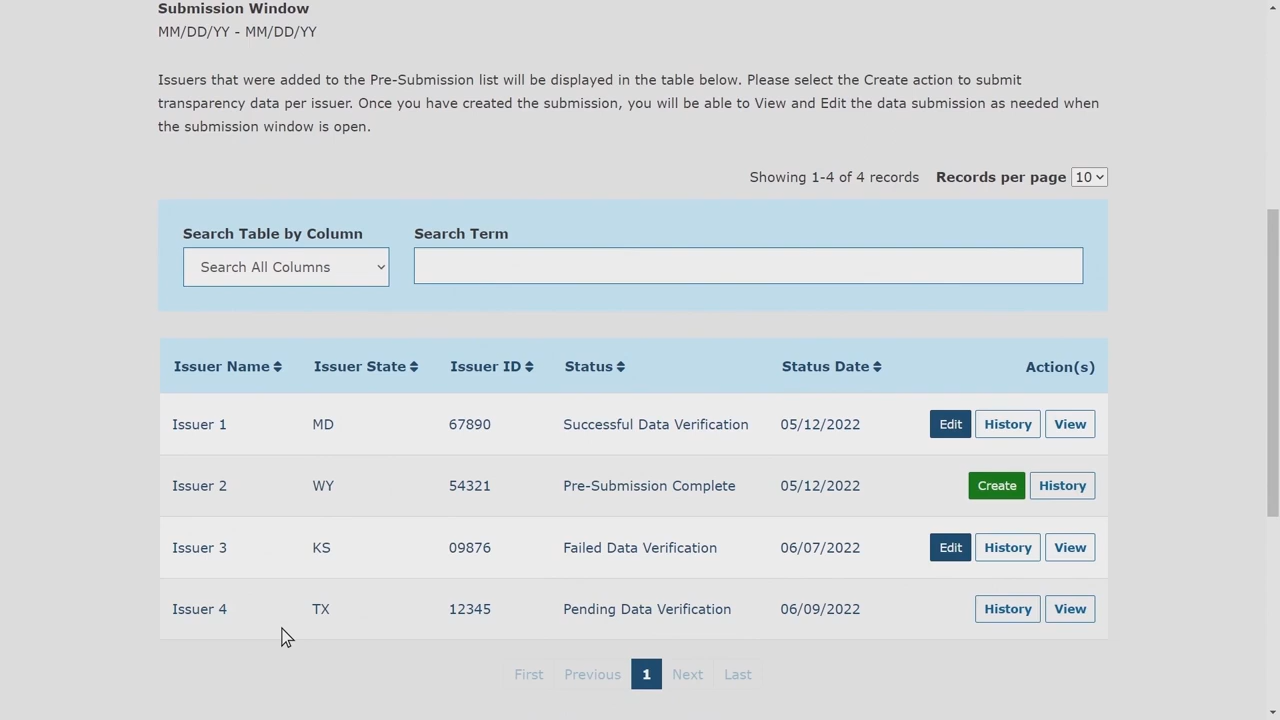 Submission Window
MM/DD/YY - MM/DD/YY
Issuers that were added to the Pre-Submission list will be displayed in the table below. Please select the Create action to submit
transparency data per issuer. Once you have created the submission, you will be able to View and Edit the data submission as needed when
the submission window is open.
Showing 1-4 of 4 records Records per page 10
Search Table by Column Search Term
Search All Columns
Issuer Name Issuer State Issuer ID Status Status Date Action(s)
Issuer 1 MD 67890 Successful Data Verification 05/12/2022 Edit History View
Issuer 2 WY 54321 Pre-Submission Complete 05/12/2022 Create History
Issuer 3 KS 09876 Failed Data Verification 06/07/2022 Edit History View
Issuer 4 TX 12345 Pending Data Verification 06/09/2022 History View
First Previous 1 Next Last